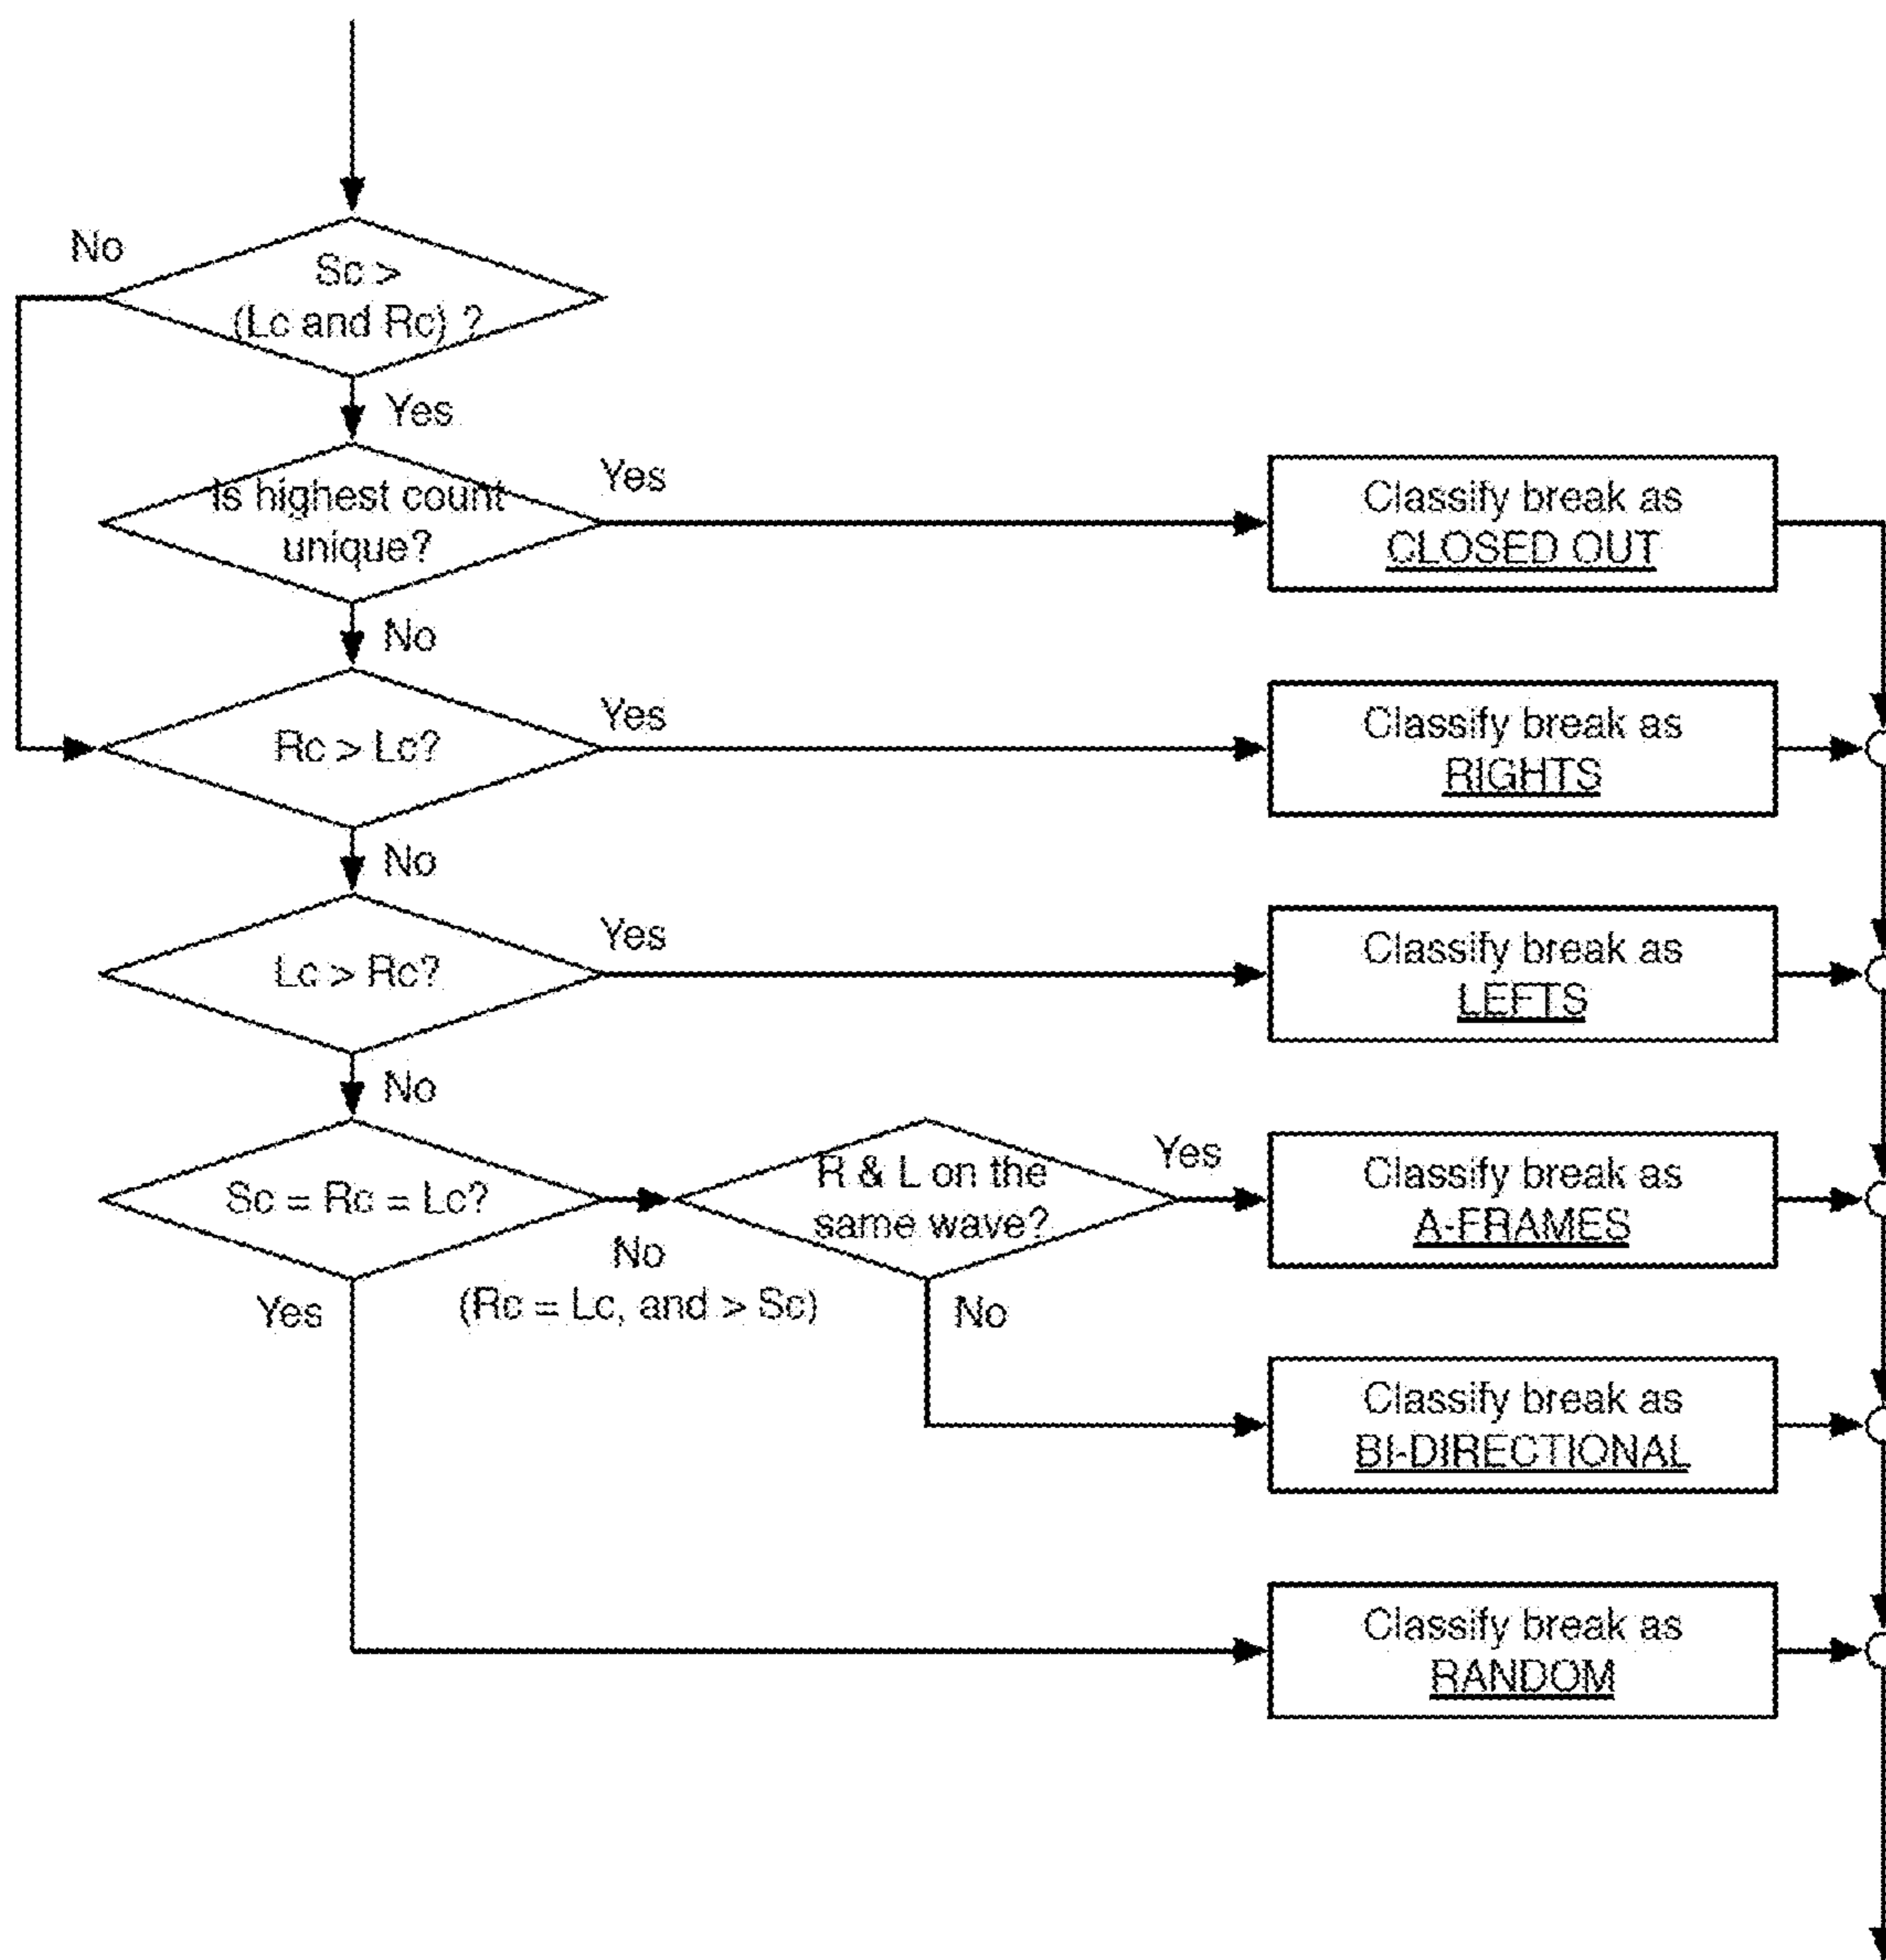 No
Sc >
(Lc and Rc) ?
Yes
Is highest count
unique?
Yes
Classify break as
CLOSED OUT
No
Rc > Lc?
Yes
Classify break as
RIGHTS
No
Lc > Rc?
Yes
Classify break as
LEFTS
No
Sc = Rc = Lc?
No
(Rc = Lc, and > Sc)
Yes
R & L on the
same wave?
Yes
Classify break as
A-FRAMES
No
Classify break as
BI-DIRECTIONAL
Classify break as
RANDOM